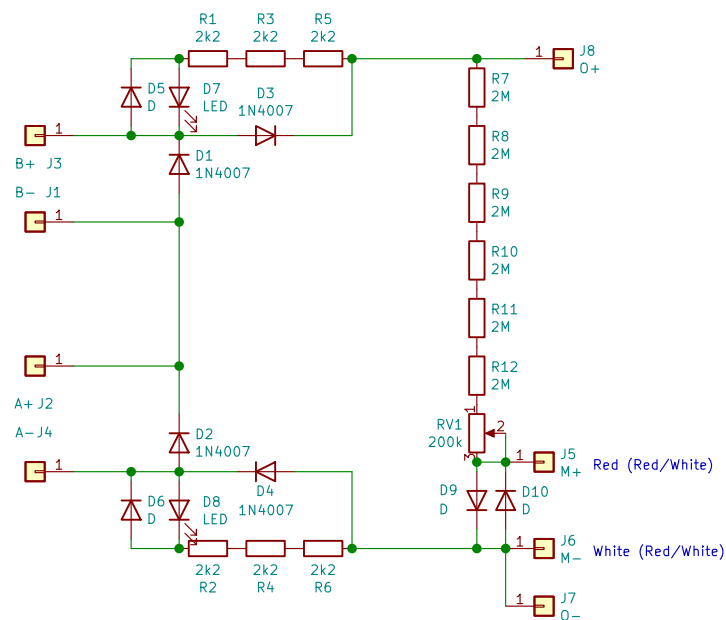 R1 R3 R5
2k2 2k2 2k2
1 J8
O+
D5 D
D7 LED
D3
1N4007
R7
2M
1
B+ J3
D1
1N4007
R8
2M
B- J1
1
R9
2M
R10
2M
R11
2M
1
R12
2M
A+ J2
A- J4
1
D2
1N4007
RV1
200k
1
2
3
1 J5
M+
Red (Red/White)
D4
1N4007
D6 D
D8 LED
D9
D
D10
D
2k2 2k2 2k2
R2 R4 R6
1 J6
M-
White (Red/White)
1 J7
O-